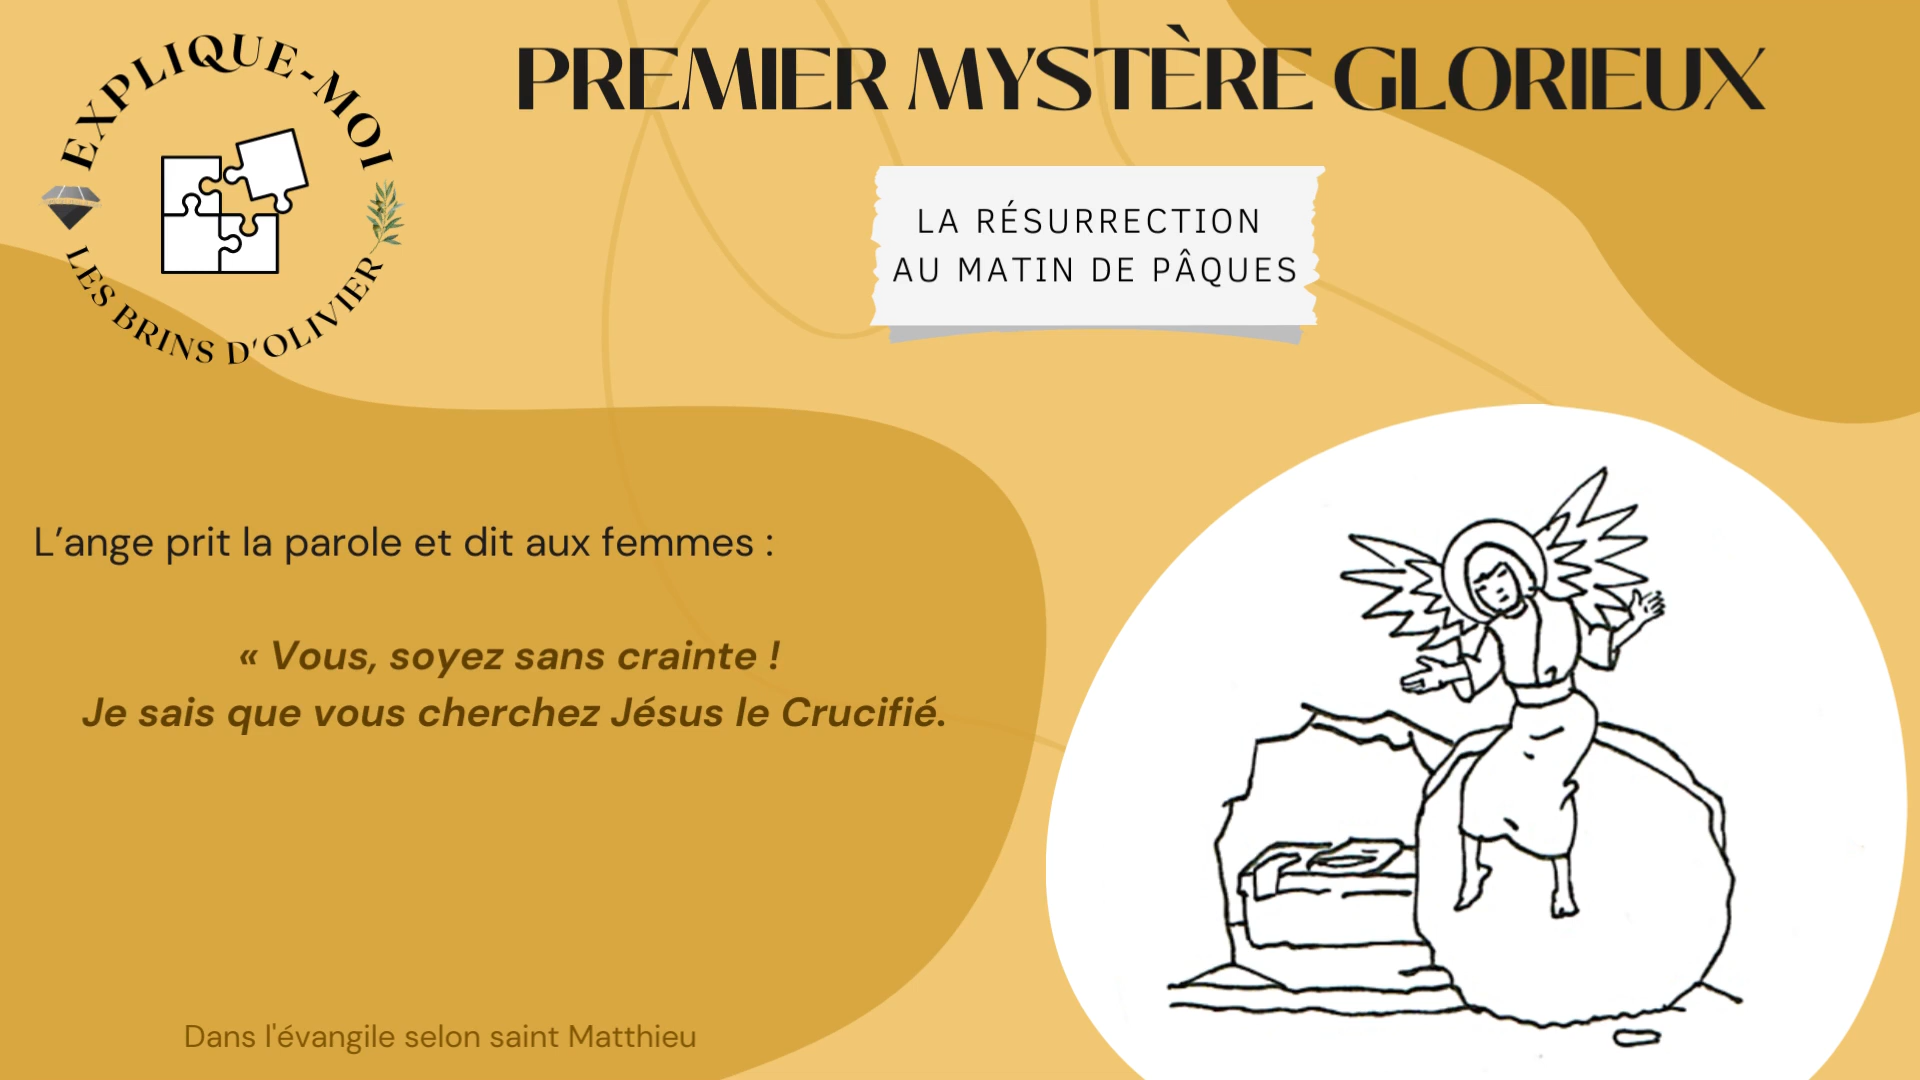 EXPLIQUE-MOI
LES BRINS D'OLIVIER
PREMIER MYSTÈRE GLORIEUX
LA RÉSURRECTION
AU MATIN DE PÂQUES
L’ange prit la parole et dit aux femmes :
« Vous, soyez sans crainte !
Je sais que vous cherchez Jésus le Crucifié.
Dans l'évangile selon saint Matthieu